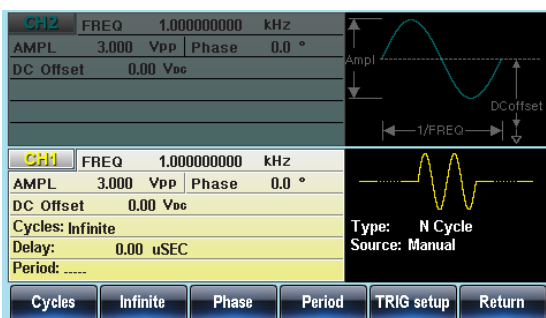 CH2 FREQ 1.000000000 kHz
AMPL 3.000 Vpp Phase 0.0 °
DC Offset 0.00 VDC
Ampl
DCoffset
1/FREQ
CH1 FREQ 1.000000000 kHz
AMPL 3.000 Vpp Phase 0.0 °
DC Offset 0.00 VDC
Cycles: Infinite
Delay: 0.00 uSEC
Period: .....
Type: N Cycle
Source: Manual
Cycles Infinite Phase Period TRIG setup Return